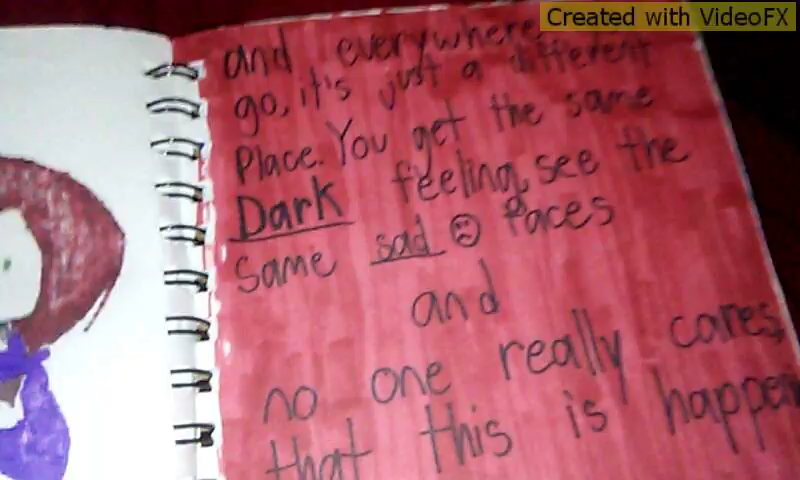 Created with VideoFX
and everywhere
go, it's just a different
Place. You get the same
Dark feeling, see the
same sad faces
and
no one really cares
that this is happen